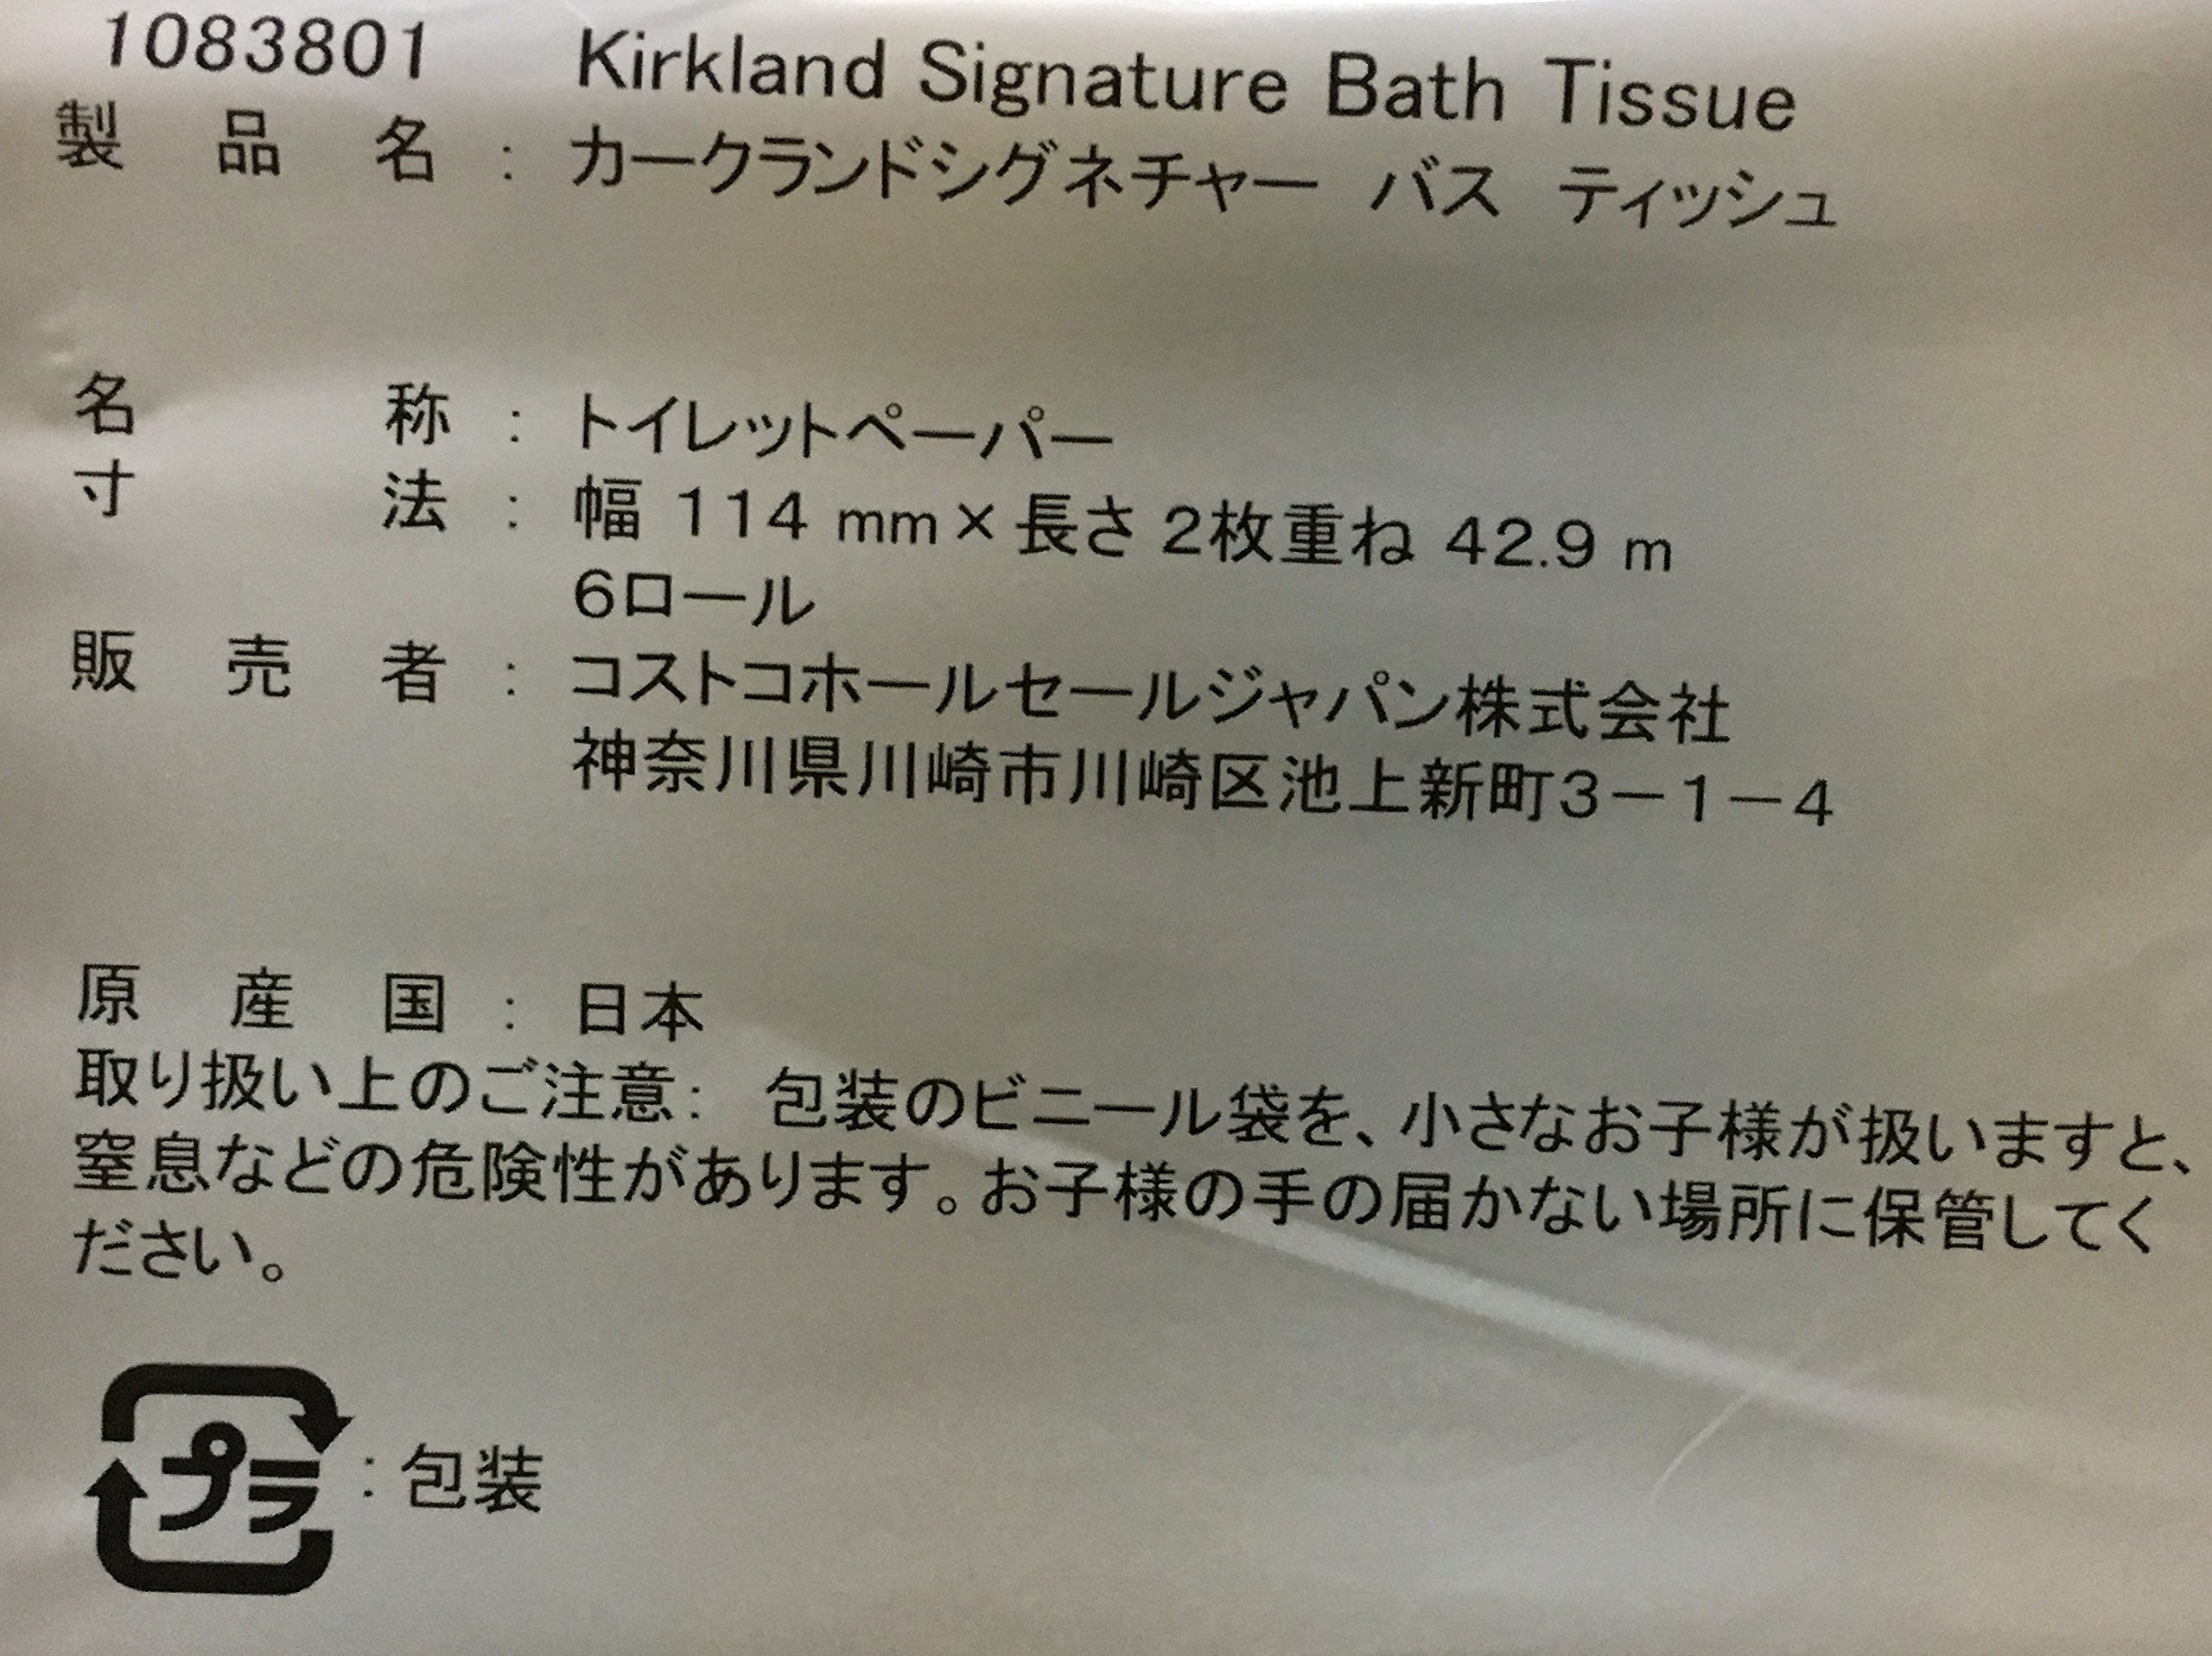 1083801 Kirkland Signature Bath Tissue
製品名：カークランドシグネチャー バス ティッシュ
名称：トイレットペーパー
寸法：幅 114 mm×長さ 2枚重ね 42.9 m
6ロール
販売者：コストコホールセールジャパン株式会社
神奈川県川崎市川崎区池上新町3－1－4
原産国：日本
取り扱い上のご注意： 包装のビニール袋を、小さなお子様が扱いますと、
窒息などの危険性があります。お子様の手の届かない場所に保管してく
ださい。
プラ：包装